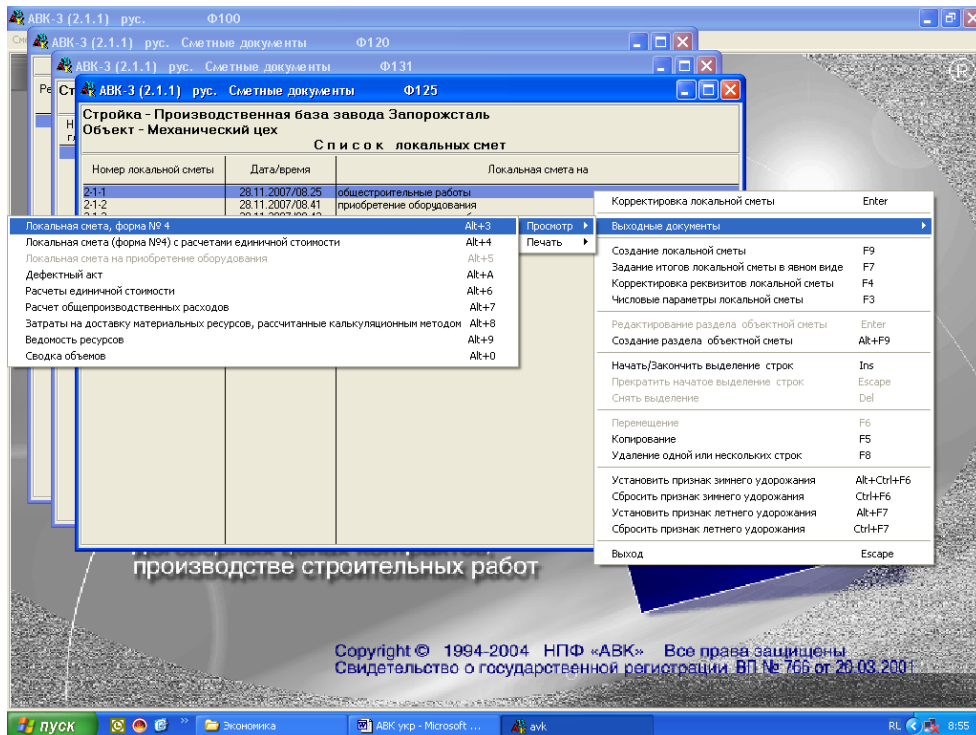 АВК-3 (2.1.1) рус. Ф100
АВК-3 (2.1.1) рус. Сметные документы Ф120
АВК-3 (2.1.1) рус. Сметные документы Ф131
АВК-3 (2.1.1) рус. Сметные документы Ф125
Стройка - Производственная база завода Запорожсталь
Объект - Механический цех
Список локальных смет
Номер локальной сметы Дата/время Локальная смета на
2-1-1 28.11.2007/08.25 общестроительные работы
2-1-2 28.11.2007/08.41 приобретение оборудования
Корректировка локальной сметы Enter
Выходные документы
Создание локальной сметы F9
Задание итогов локальной сметы в явном виде F7
Корректировка реквизитов локальной сметы F4
Числовые параметры локальной сметы F3
Редактирование раздела объектной сметы Enter
Создание раздела объектной сметы Alt+F9
Начать/Закончить выделение строк Ins
Прекратить начатое выделение строк Escape
Снять выделение Del
Перемещение F6
Копирование F5
Удаление одной или нескольких строк F8
Установить признак зимнего удорожания Alt+Ctrl+F6
Сбросить признак зимнего удорожания Ctrl+F6
Установить признак летнего удорожания Alt+F7
Сбросить признак летнего удорожания Ctrl+F7
Выход Escape
Просмотр
Печать
Локальная смета, форма № 4 Alt+3
Локальная смета (форма №4) с расчетами единичной стоимости Alt+4
Локальная смета на приобретение оборудования Alt+5
Дефектный акт Alt+A
Расчеты единичной стоимости Alt+6
Расчет общепроизводственных расходов Alt+7
Затраты на доставку материальных ресурсов, рассчитанные калькуляционным методом Alt+8
Ведомость ресурсов Alt+9
Сводка объемов Alt+0
производстве строительных работ
Copyright © 1994-2004 НПФ «АВК» Все права защищены
Свидетельство о государственной регистрации ВП № 766 от 20.03.2001
пуск Экономика АВК укр - Microsoft ... avk RL 8:55